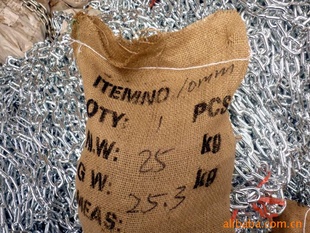 ITEMNO 10mm
QTY: 1 PCS
N.W: 25 kg
G W: 25.3 kg
MEAS:
alibaba.com.cn